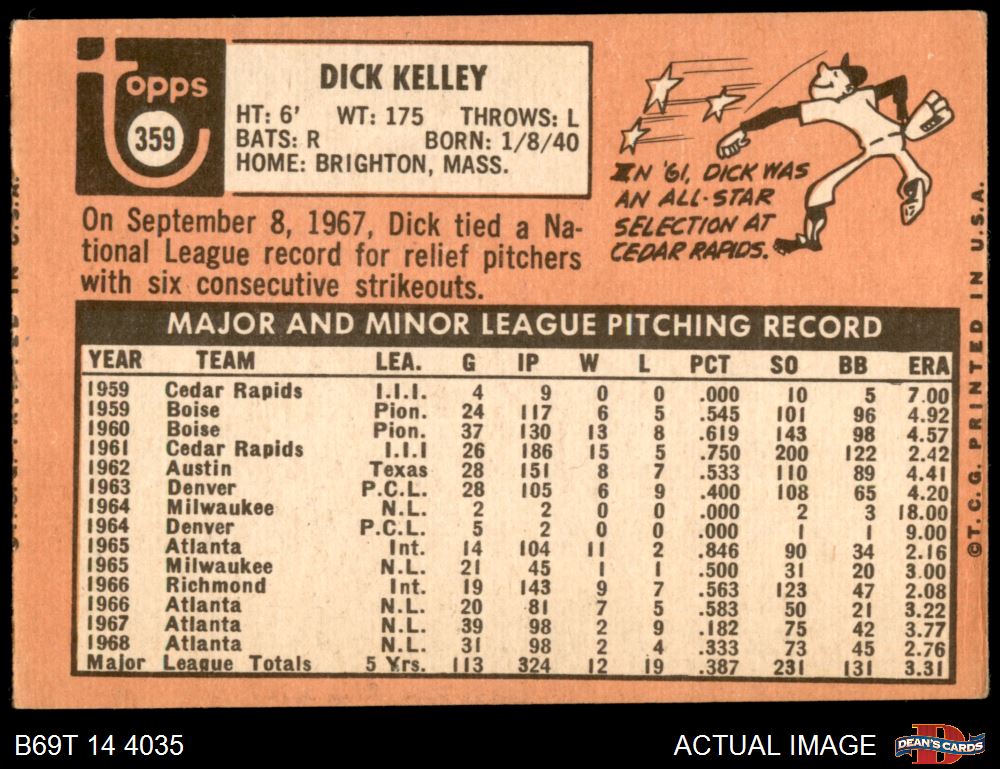 Topps
359
DICK KELLEY
HT: 6' WT: 175 THROWS: L
BATS: R BORN: 1/8/40
HOME: BRIGHTON, MASS.
IN '61, DICK WAS
AN ALL-STAR
SELECTION AT
CEDAR RAPIDS.
On September 8, 1967, Dick tied a Na-
tional League record for relief pitchers
with six consecutive strikeouts.
MAJOR AND MINOR LEAGUE PITCHING RECORD
YEAR TEAM LEA. G IP W L PCT SO BB ERA
1959 Cedar Rapids I.I.I. 4 9 0 0 .000 10 5 7.00
1959 Boise Pion. 24 117 6 5 .545 101 96 4.92
1960 Boise Pion. 37 130 13 8 .619 143 98 4.57
1961 Cedar Rapids I.I.I 26 186 15 5 .750 200 122 2.42
1962 Austin Texas 28 151 8 7 .533 110 89 4.41
1963 Denver P.C.L. 28 105 6 9 .400 108 65 4.20
1964 Milwaukee N.L. 2 2 0 0 .000 2 3 18.00
1964 Denver P.C.L. 5 2 0 0 .000 1 1 9.00
1965 Atlanta Int. 14 104 11 2 .846 90 34 2.16
1965 Milwaukee N.L. 21 45 1 1 .500 31 20 3.00
1966 Richmond Int. 19 143 9 7 .563 123 47 2.08
1966 Atlanta N.L. 20 81 7 5 .583 50 21 3.22
1967 Atlanta N.L. 39 98 2 9 .182 75 42 3.77
1968 Atlanta N.L. 31 98 2 4 .333 73 45 2.76
Major League Totals 5 Yrs. 113 324 12 19 .387 231 131 3.31
©T.C.G. PRINTED IN U.S.A.
B69T 14 4035
ACTUAL IMAGE
D
DEAN'S CARDS